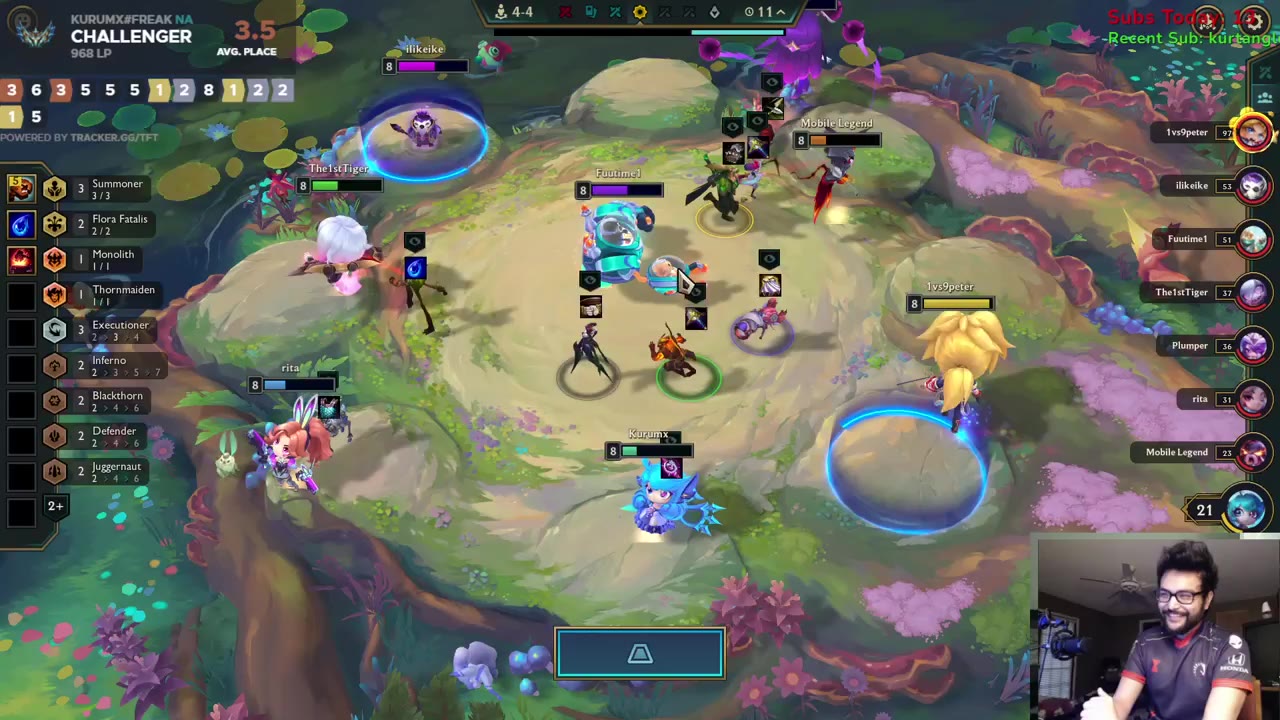 KURUMX#FREAK NA
CHALLENGER
968 LP
3.5
AVG. PLACE
3 6 3 5 5 5 1 2 8 1 2 2
1 5
POWERED BY TRACKER.GG/TFT
4-4
11
Subs Today: 13
Recent Sub: kurtangl
3 Summoner
3 / 3
2 Flora Fatalis
2 / 2
1 Monolith
1 / 1
1 Thornmaiden
1 / 1
3 Executioner
2 > 3 > 4
2 Inferno
2 > 3 > 5 > 7
2 Blackthorn
2 > 4 > 6
2 Defender
2 > 4 > 6
2 Juggernaut
2 > 4 > 6
2+
ilikeike
8
The1stTiger
8
Fuutime1
8
Mobile Legend
8
1vs9peter
8
rita
8
Kurumx
8
1vs9peter 97
ilikeike 53
Fuutime1 51
The1stTiger 37
Plumper 36
rita 31
Mobile Legend 23
21
HONDA